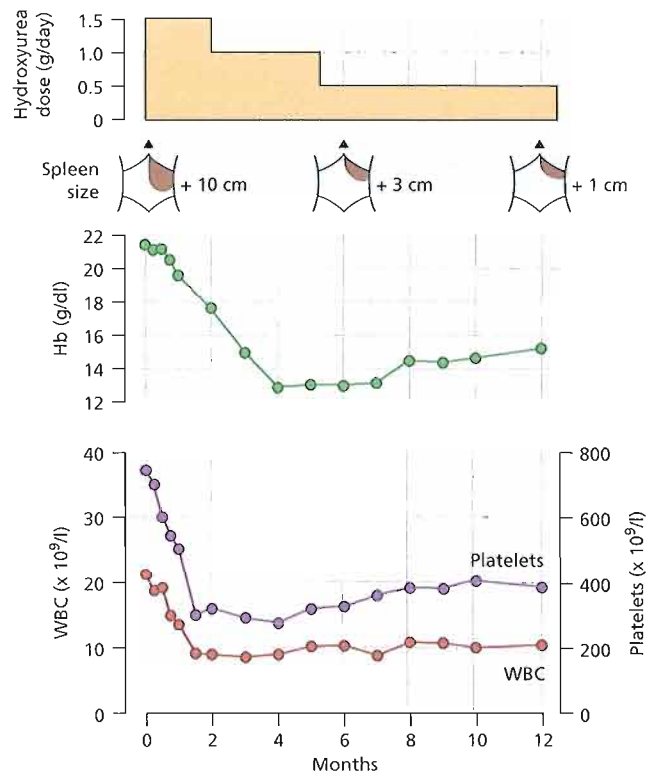 Hydroxyurea
dose (g/day)
1.5
1.0
0.5
0
Spleen
size
+ 10 cm
+ 3 cm
+ 1 cm
Hb (g/dl)
22
20
18
16
14
12
WBC (x 10⁹/l)
40
30
20
10
0
Platelets
WBC
800
600
400
200
0
Platelets (x 10⁹/l)
0 2 4 6 8 10 12
Months